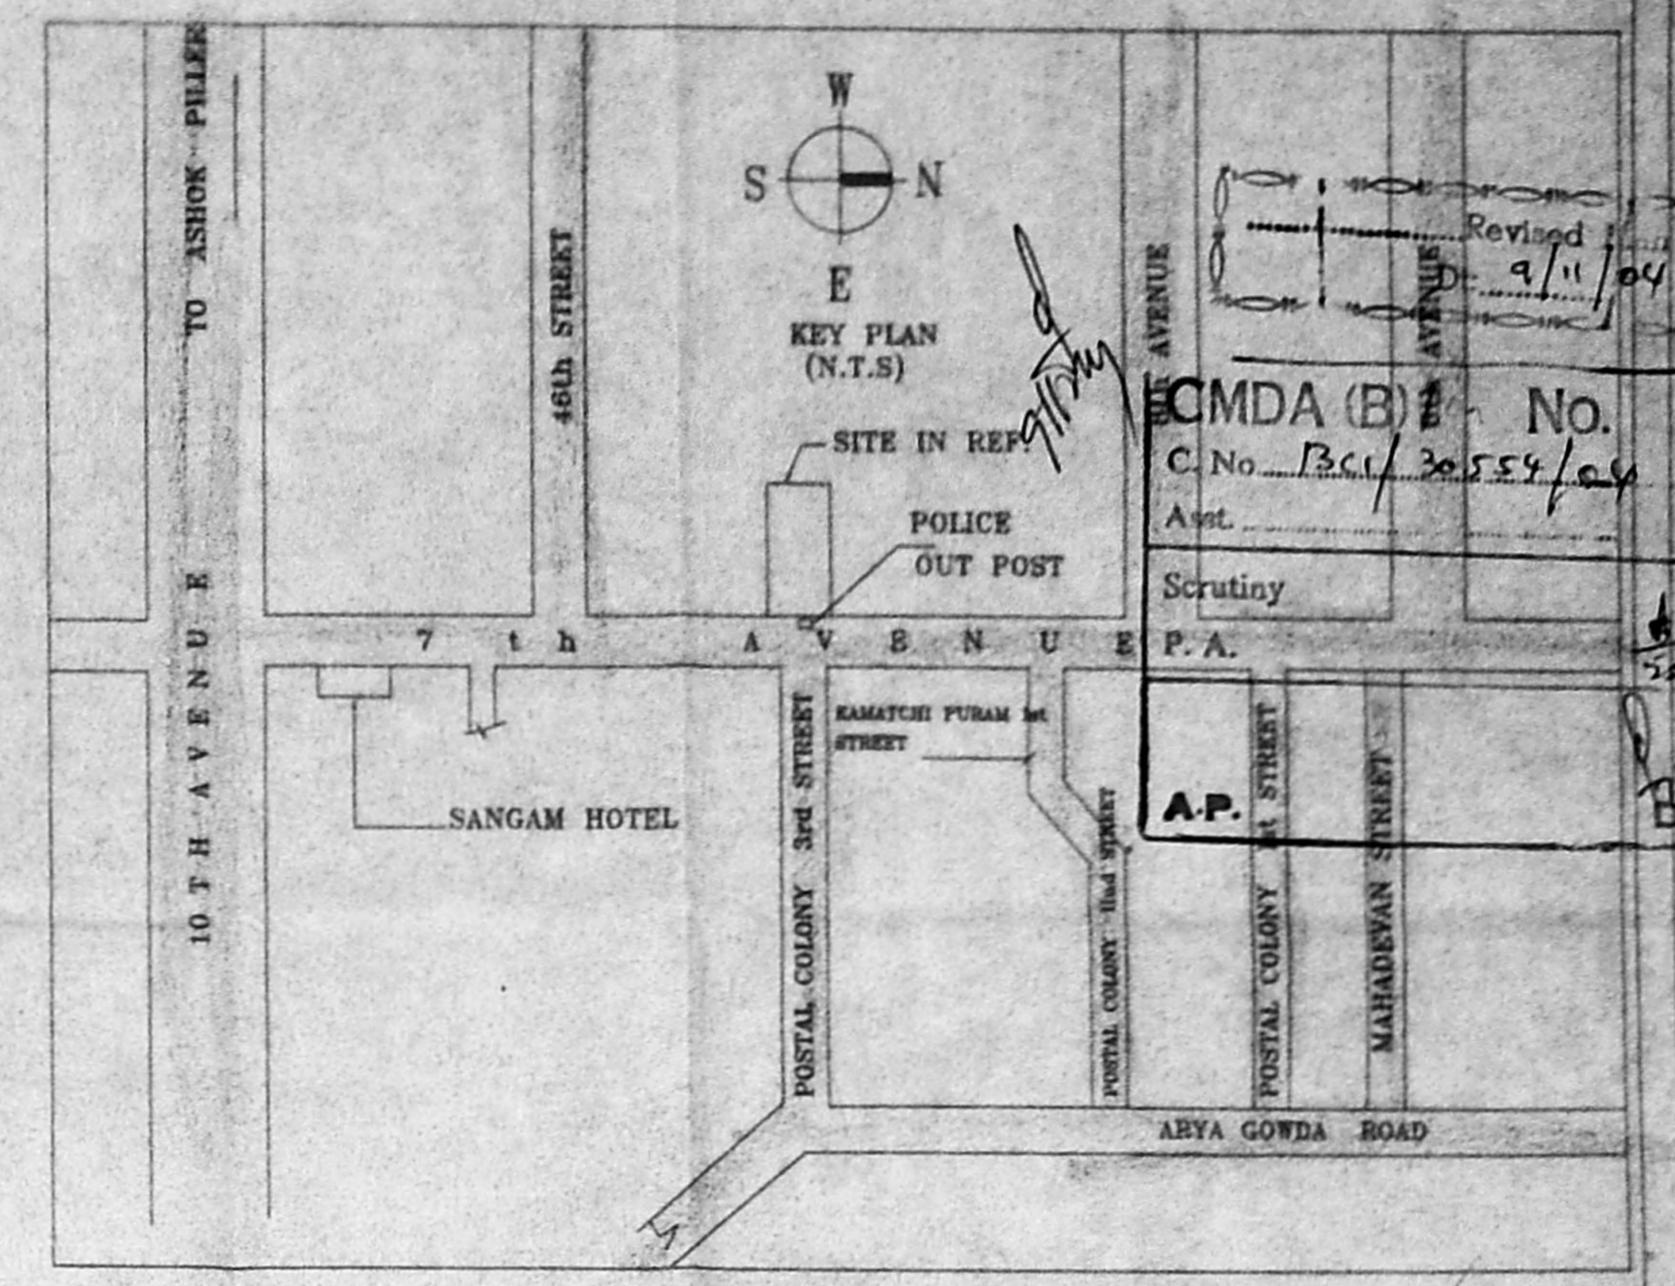 TO ASHOK PILLER
10TH AVENUE
46th STREET
W
S N
E
KEY PLAN
(N.T.S)
SITE IN REF.
POLICE
OUT POST
AVENUE
AVENUE
Revised
9/11/04
CMDA (B) No.
C. No BC1/30554/04
Asst.
Scrutiny
P.A.
A.P.
7th AVENUE
SANGAM HOTEL
POSTAL COLONY 3rd STREET
KAMATCHI PURAM Ist
STREET
POSTAL COLONY IInd STREET
POSTAL COLONY Ist STREET
MAHADEVAN STREET
ARYA GOWDA ROAD